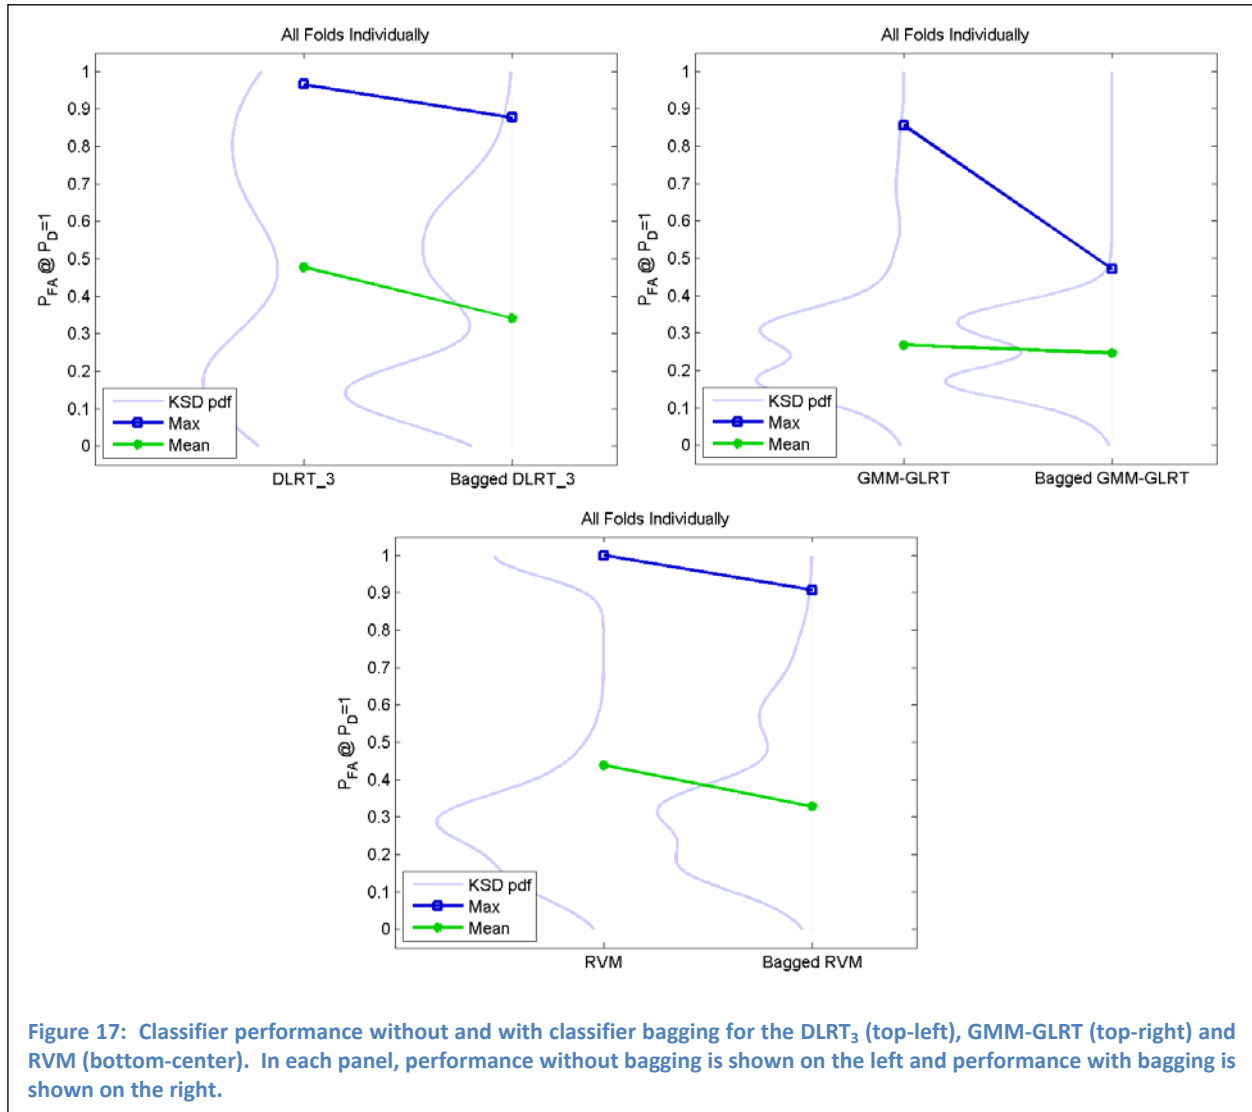 All Folds Individually
1
0.9
0.8
0.7
0.6
0.5
0.4
0.3
0.2
0.1
0
P_FA @ P_D=1
KSD pdf
Max
Mean
DLRT_3
Bagged DLRT_3
All Folds Individually
1
0.9
0.8
0.7
0.6
0.5
0.4
0.3
0.2
0.1
0
P_FA @ P_D=1
KSD pdf
Max
Mean
GMM-GLRT
Bagged GMM-GLRT
All Folds Individually
1
0.9
0.8
0.7
0.6
0.5
0.4
0.3
0.2
0.1
0
P_FA @ P_D=1
KSD pdf
Max
Mean
RVM
Bagged RVM
Figure 17: Classifier performance without and with classifier bagging for the DLRT₃ (top-left), GMM-GLRT (top-right) and
RVM (bottom-center). In each panel, performance without bagging is shown on the left and performance with bagging is
shown on the right.